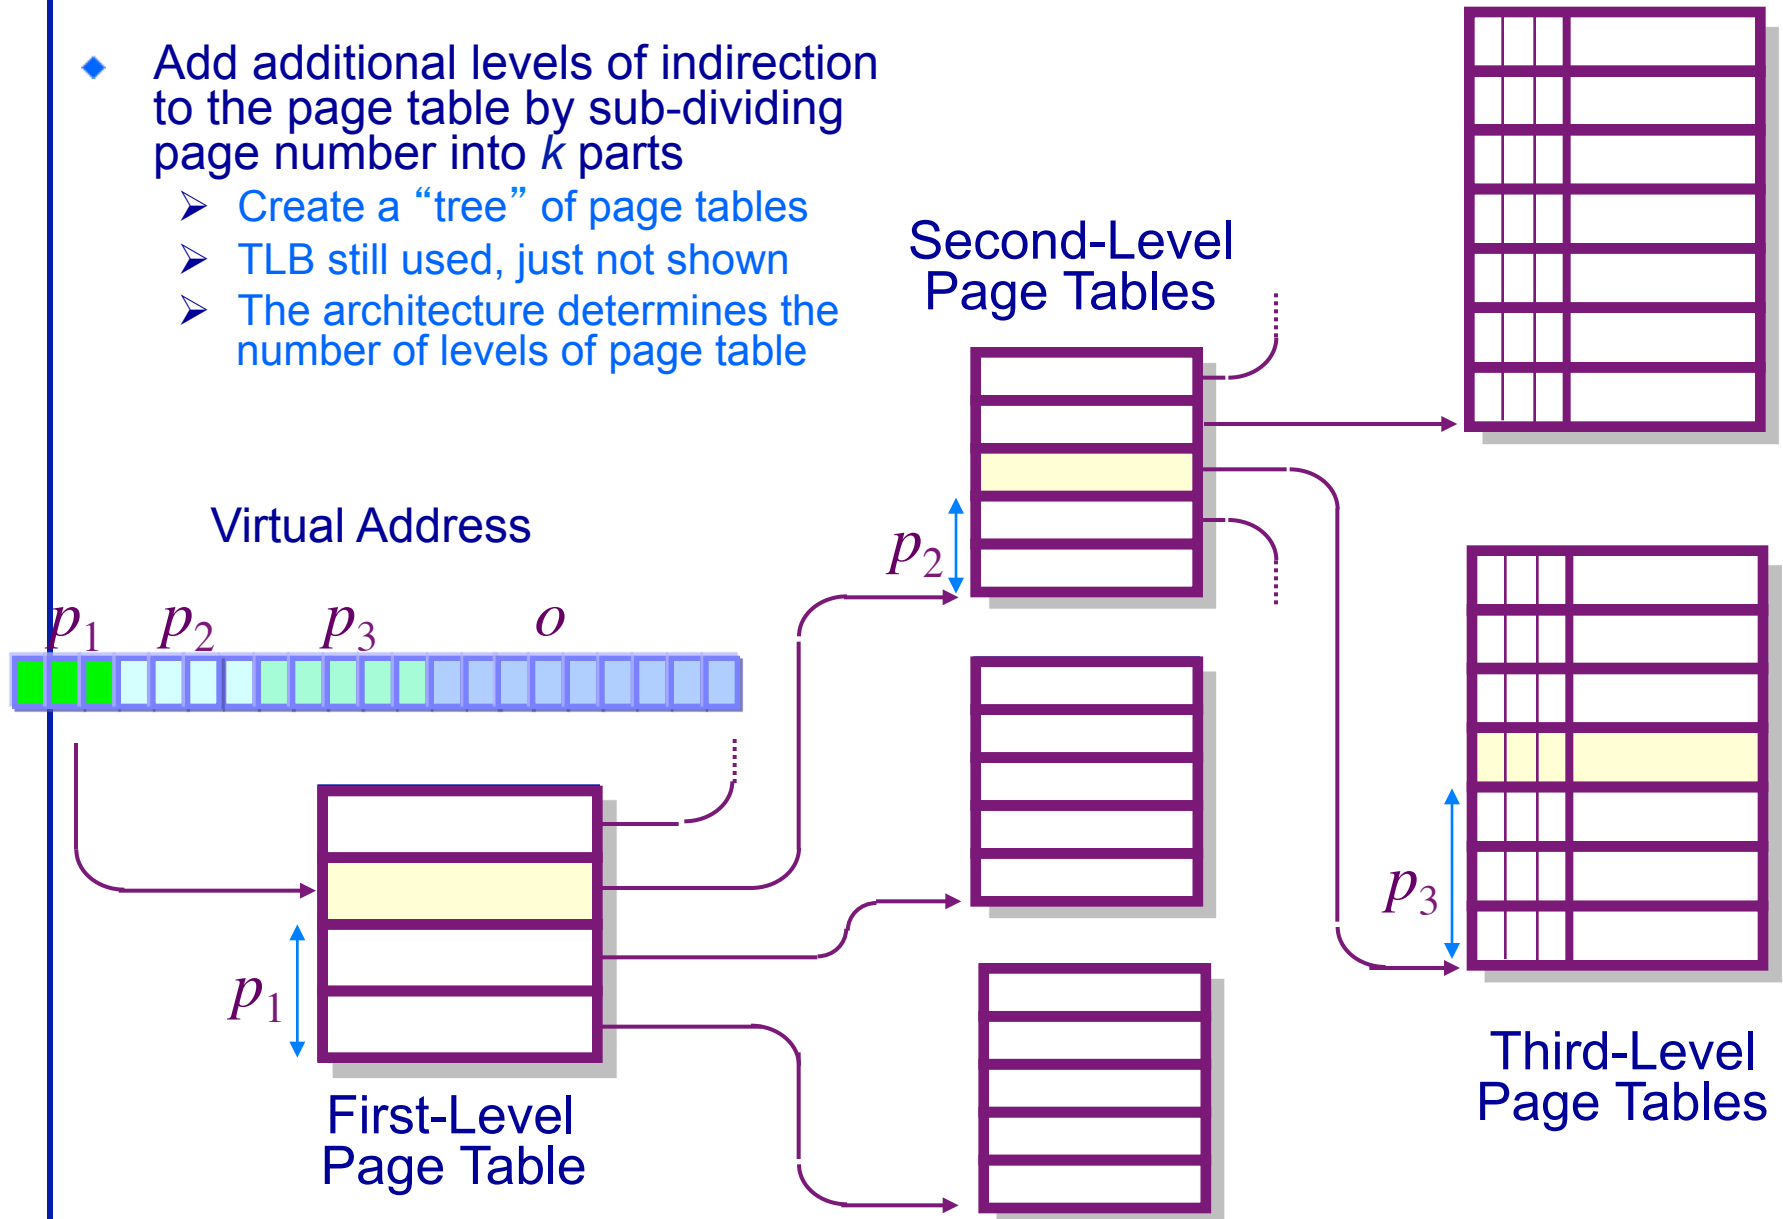 Add additional levels of indirection
to the page table by sub-dividing
page number into k parts
Create a “tree” of page tables
TLB still used, just not shown
The architecture determines the
number of levels of page table
Second-Level
Page Tables
Virtual Address
p2
p1 p2 p3 o
p3
p1
First-Level
Page Table
Third-Level
Page Tables